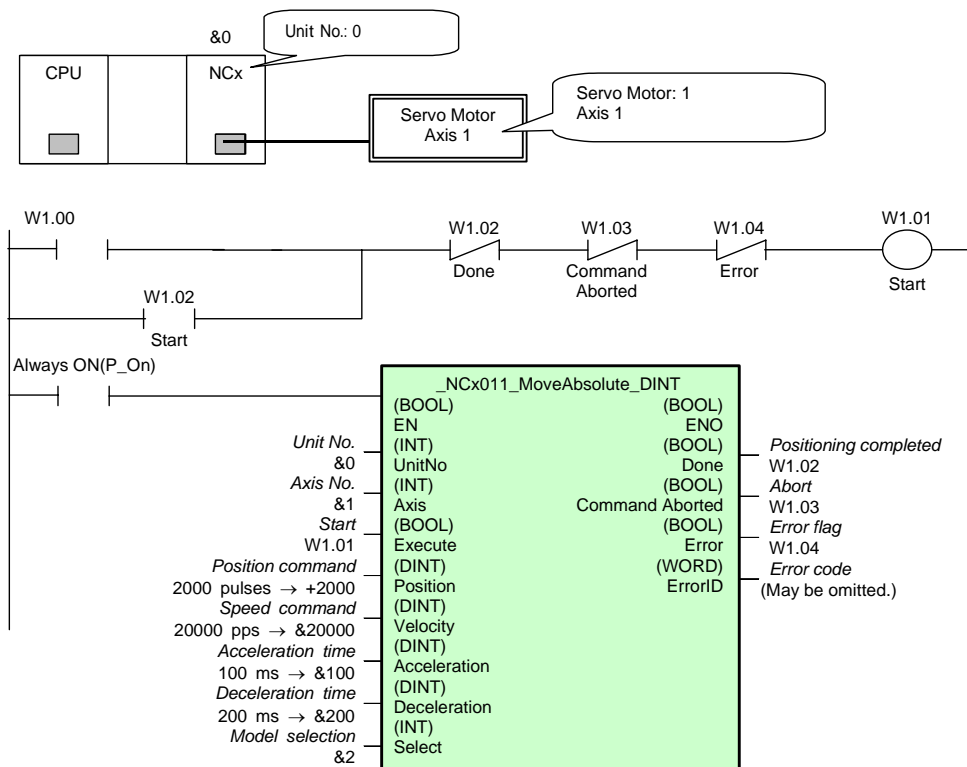 &0
Unit No.: 0
CPU
NCx
Servo Motor
Axis 1
Servo Motor: 1
Axis 1
W1.00
W1.02
W1.03
W1.04
W1.01
Done
Command
Aborted
Error
Start
W1.02
Start
Always ON(P_On)
_NCx011_MoveAbsolute_DINT
(BOOL)
EN
(BOOL)
ENO
Unit No.
&0
(INT)
UnitNo
(BOOL)
Done
Positioning completed
W1.02
Axis No.
&1
(INT)
Axis
(BOOL)
Command Aborted
Abort
W1.03
Start
W1.01
(BOOL)
Execute
(BOOL)
Error
Error flag
W1.04
Position command
2000 pulses → +2000
(DINT)
Position
(WORD)
ErrorID
Error code
(May be omitted.)
Speed command
20000 pps → &20000
(DINT)
Velocity
Acceleration time
100 ms → &100
(DINT)
Acceleration
Deceleration time
200 ms → &200
(DINT)
Deceleration
Model selection
&2
(INT)
Select